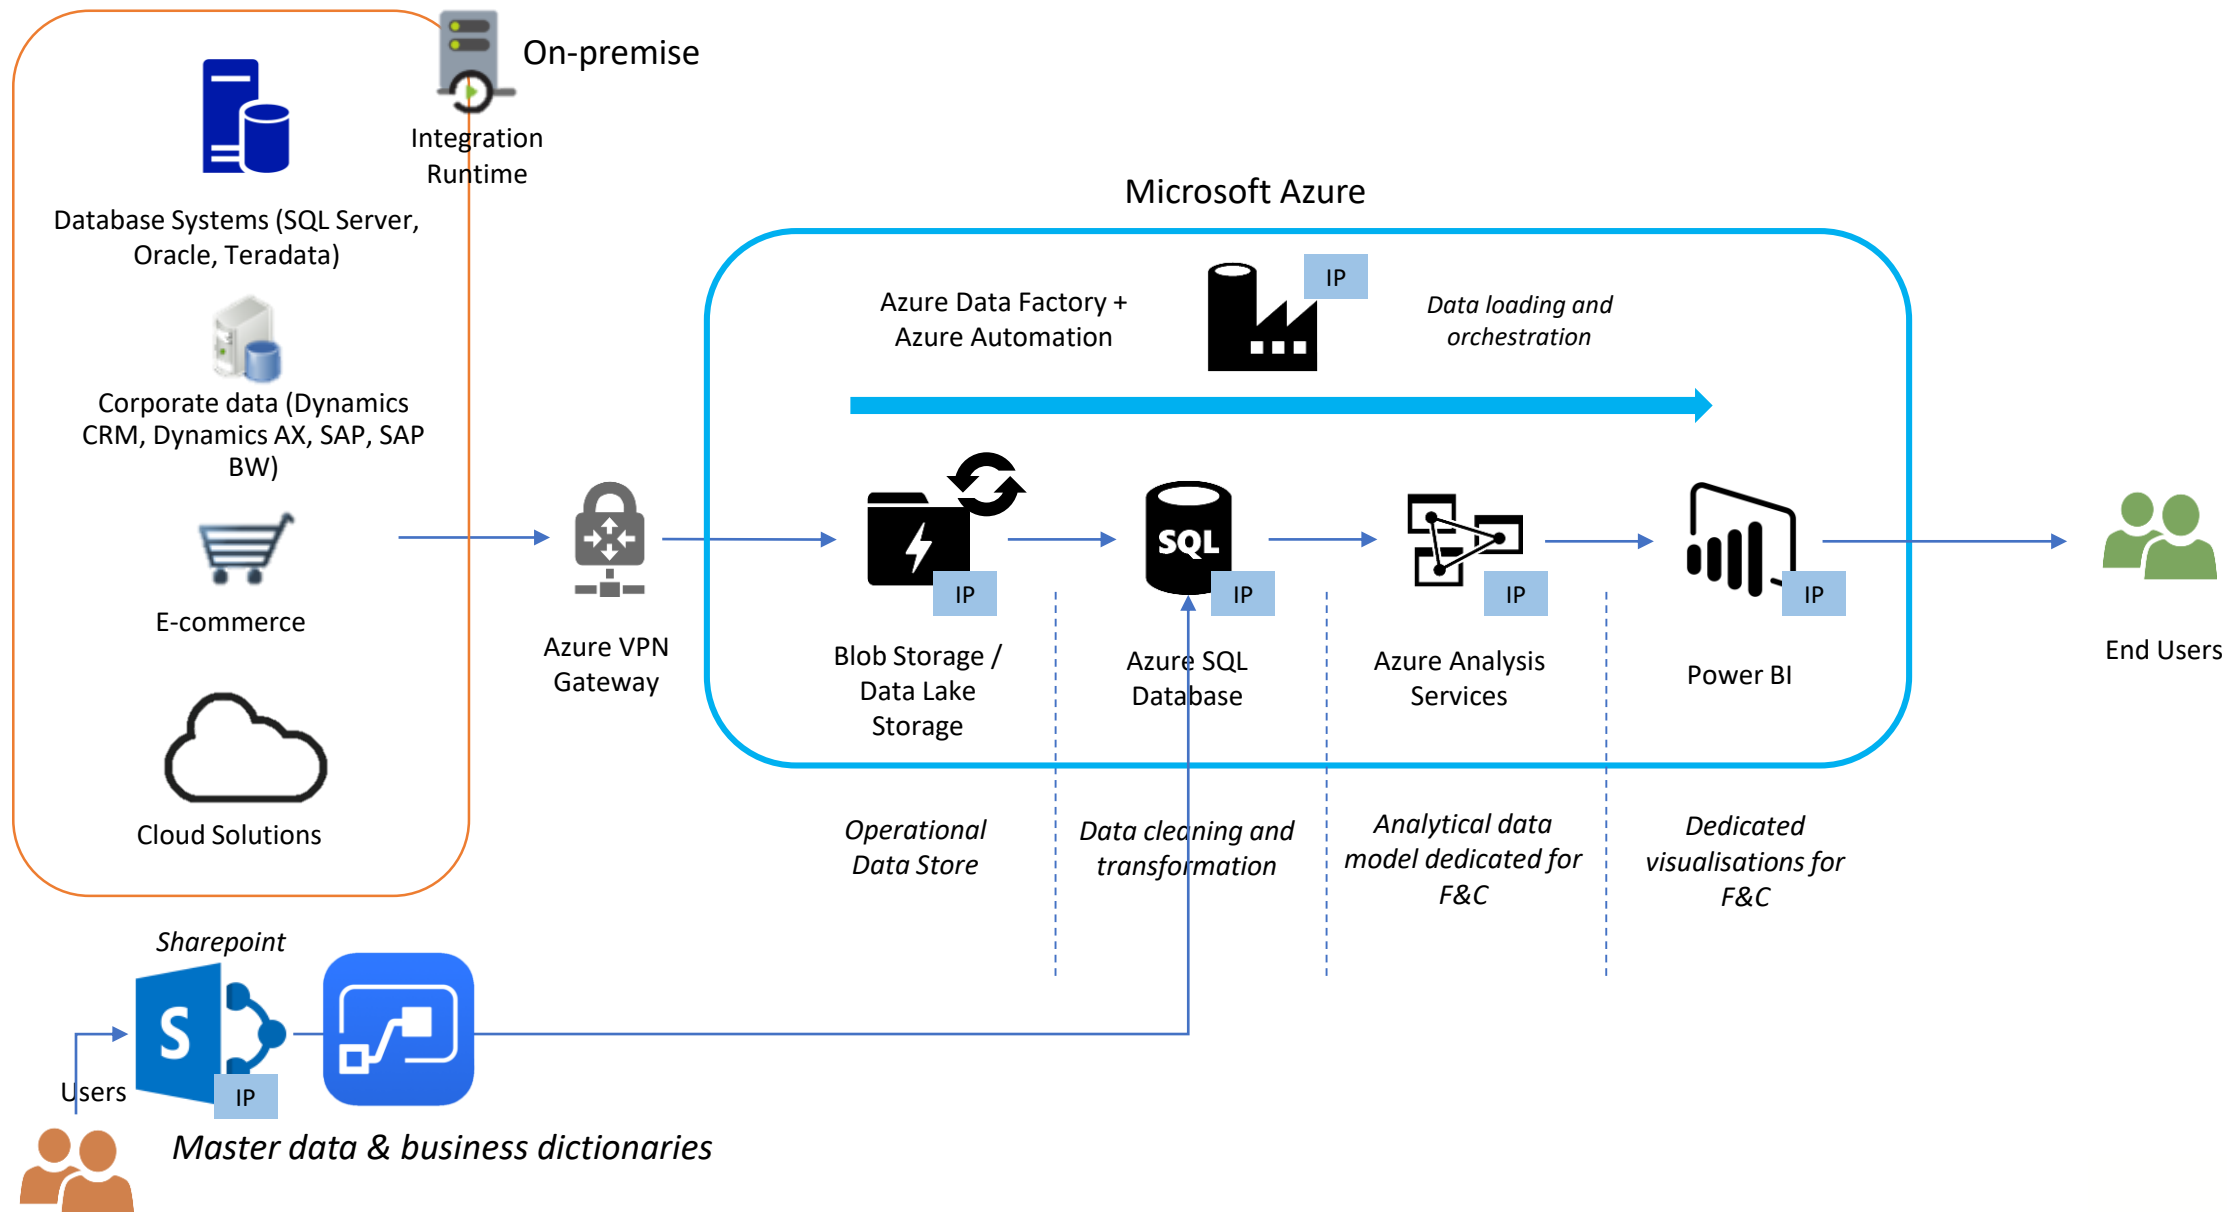 On-premise
Integration
Runtime
Database Systems (SQL Server,
Oracle, Teradata)
Corporate data (Dynamics
CRM, Dynamics AX, SAP, SAP
BW)
E-commerce
Cloud Solutions
Azure VPN
Gateway
Microsoft Azure
Azure Data Factory +
Azure Automation
IP
Data loading and
orchestration
IP
Blob Storage /
Data Lake
Storage
SQL
IP
Azure SQL
Database
IP
Azure Analysis
Services
IP
Power BI
End Users
Operational
Data Store
Data cleaning and
transformation
Analytical data
model dedicated for
F&C
Dedicated
visualisations for
F&C
Sharepoint
S
IP
Users
Master data & business dictionaries